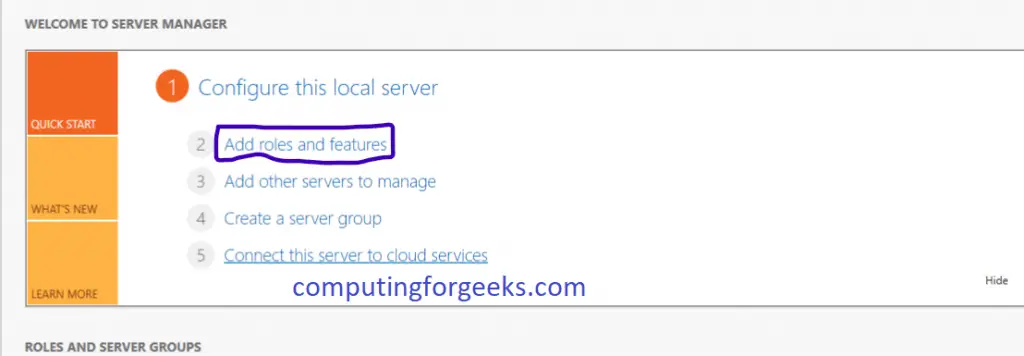 WELCOME TO SERVER MANAGER
1 Configure this local server
QUICK START
2 Add roles and features
3 Add other servers to manage
WHAT'S NEW
4 Create a server group
5 Connect this server to cloud services
LEARN MORE
computingforgeeks.com
Hide
ROLES AND SERVER GROUPS